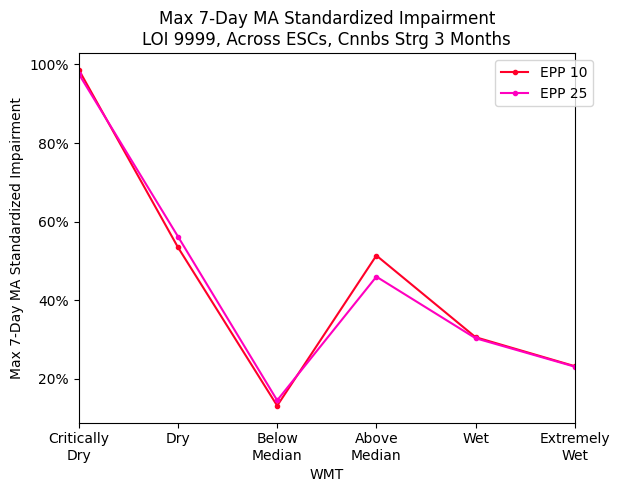 Max 7-Day MA Standardized Impairment
LOI 9999, Across ESCs, Cnnbs Strg 3 Months
EPP 10
EPP 25
Max 7-Day MA Standardized Impairment
100%
80%
60%
40%
20%
Critically
Dry
Dry
Below
Median
Above
Median
Wet
Extremely
Wet
WMT